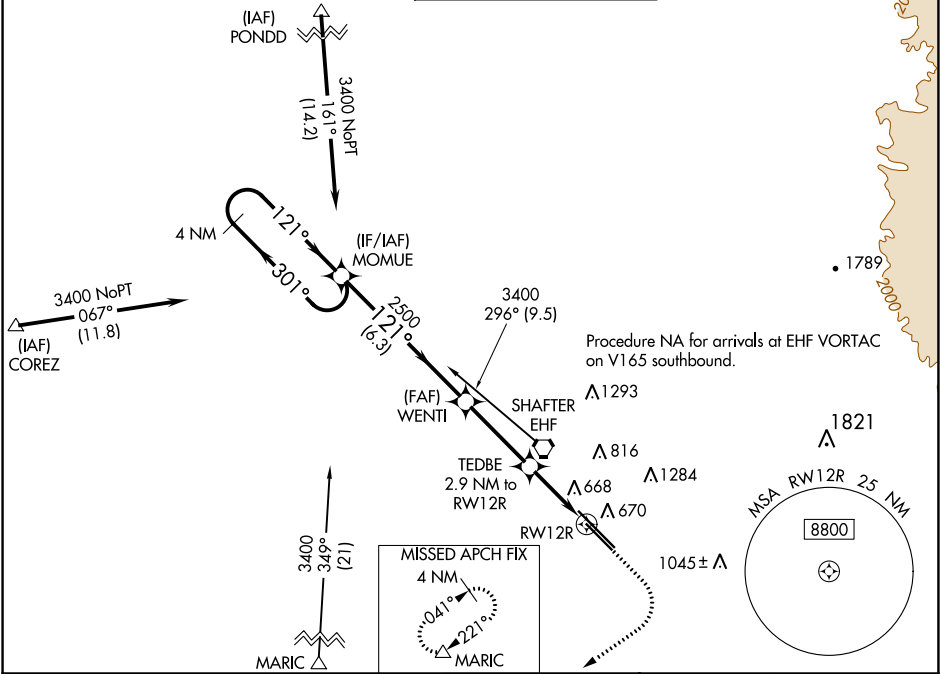 (IAF)
PONDD
3400 NoPT
161°
(14.2)
4 NM
121°
301°
(IF/IAF)
MOMUE
3400 NoPT
067°
(11.8)
(IAF)
COREZ
2500
121°
(6.3)
3400
296° (9.5)
1789
2000
Procedure NA for arrivals at EHF VORTAC
on V165 southbound.
1293
(FAF)
WENTI
SHAFTER
EHF
816
1821
TEDBE
2.9 NM to
RW12R
668
1284
670
RW12R
MSA RW12R 25 NM
8800
1045±
3400
349°
(21)
MARIC
MISSED APCH FIX
4 NM
041°
221°
MARIC